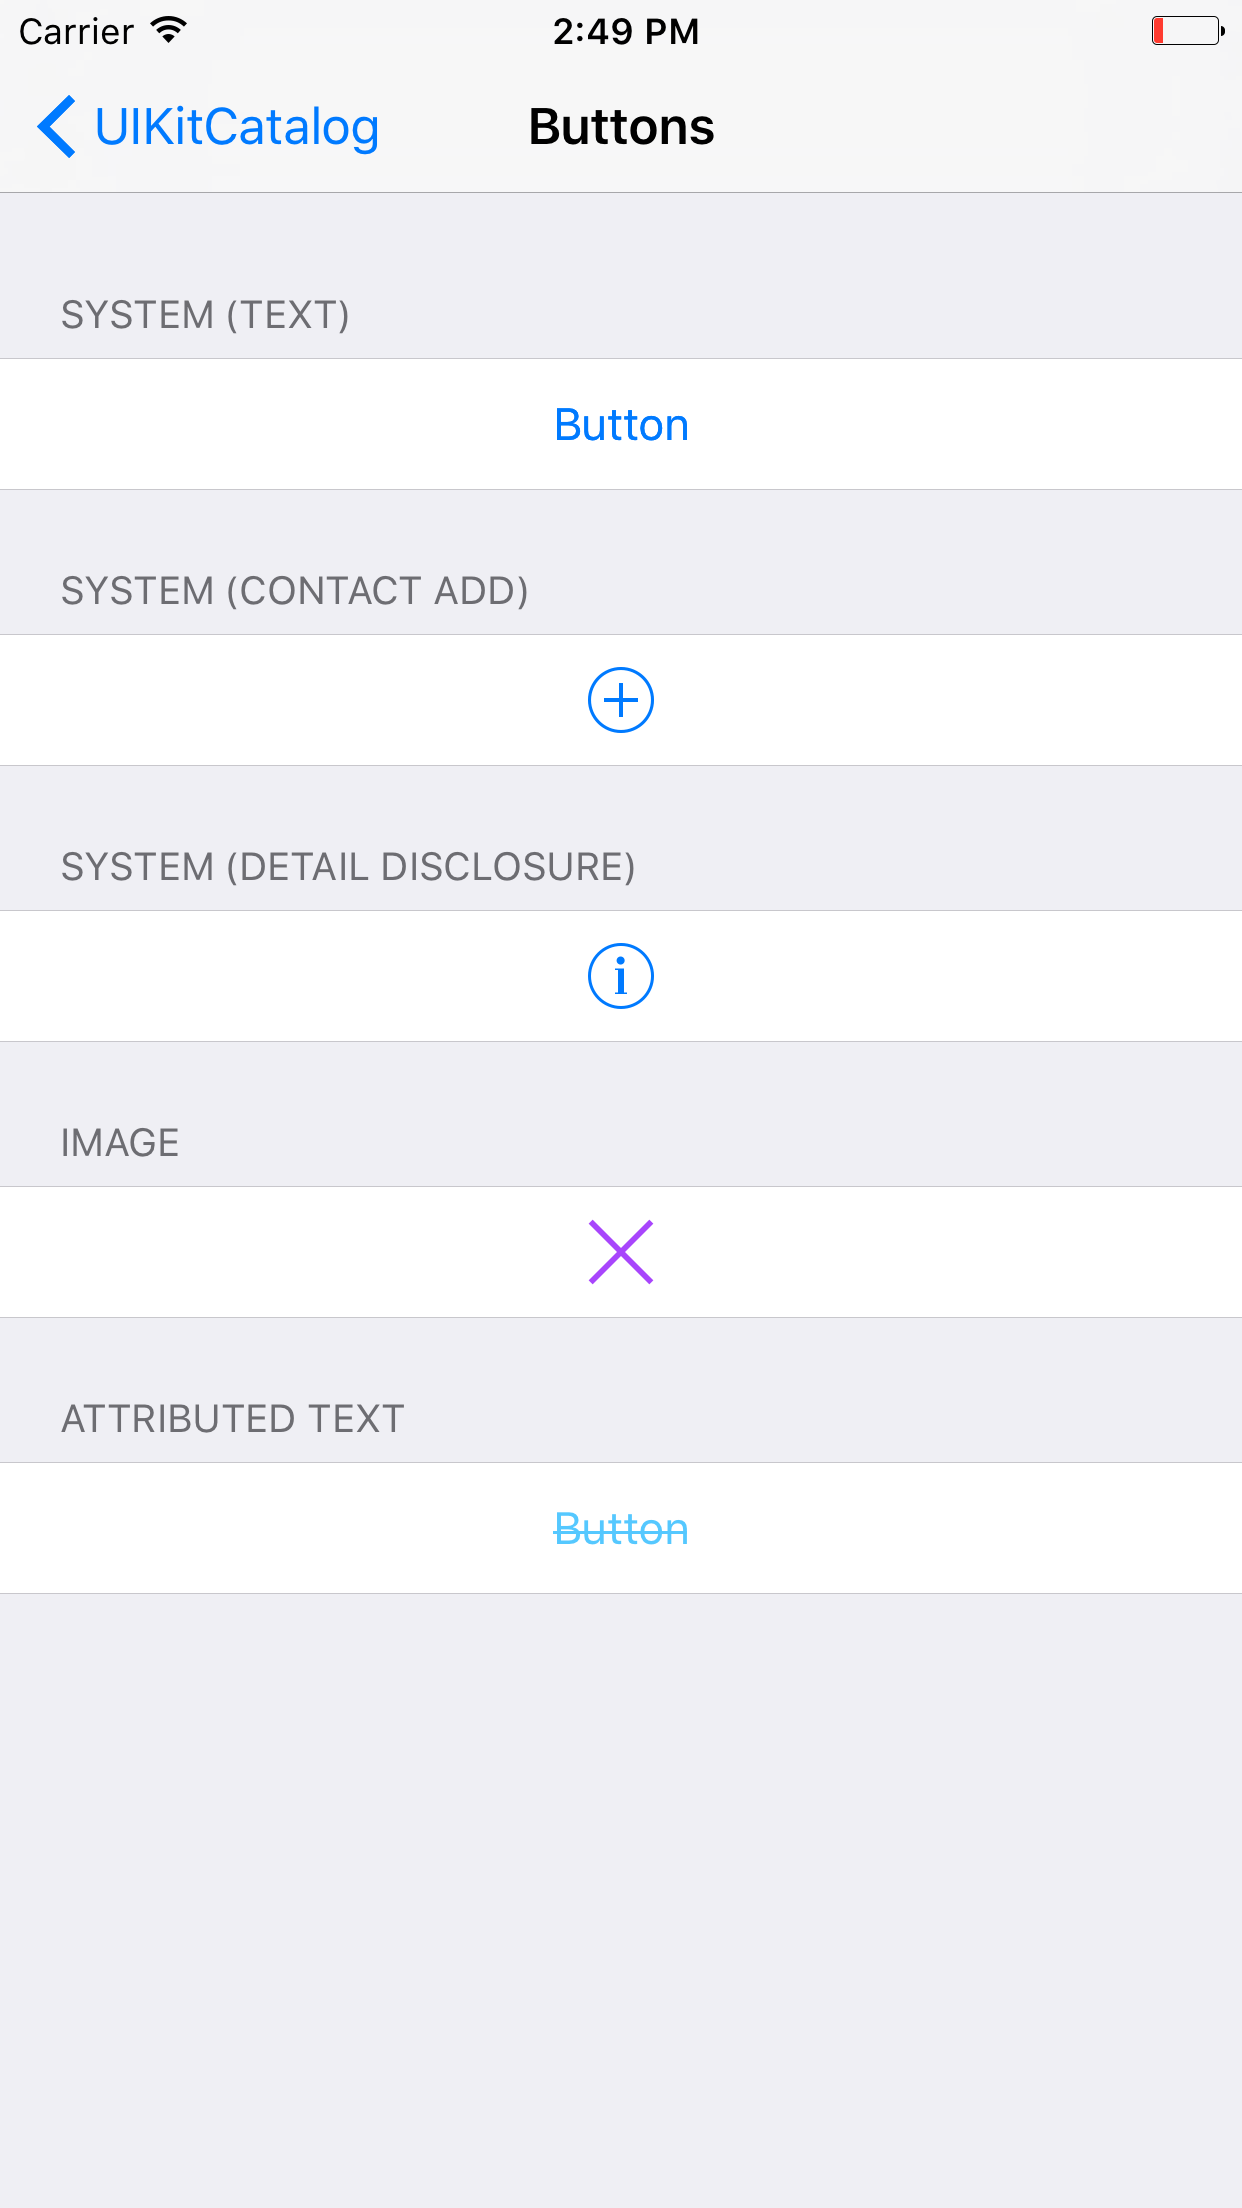 Carrier 2:49 PM
UIKitCatalog Buttons
SYSTEM (TEXT)
Button
SYSTEM (CONTACT ADD)
SYSTEM (DETAIL DISCLOSURE)
IMAGE
ATTRIBUTED TEXT
Button